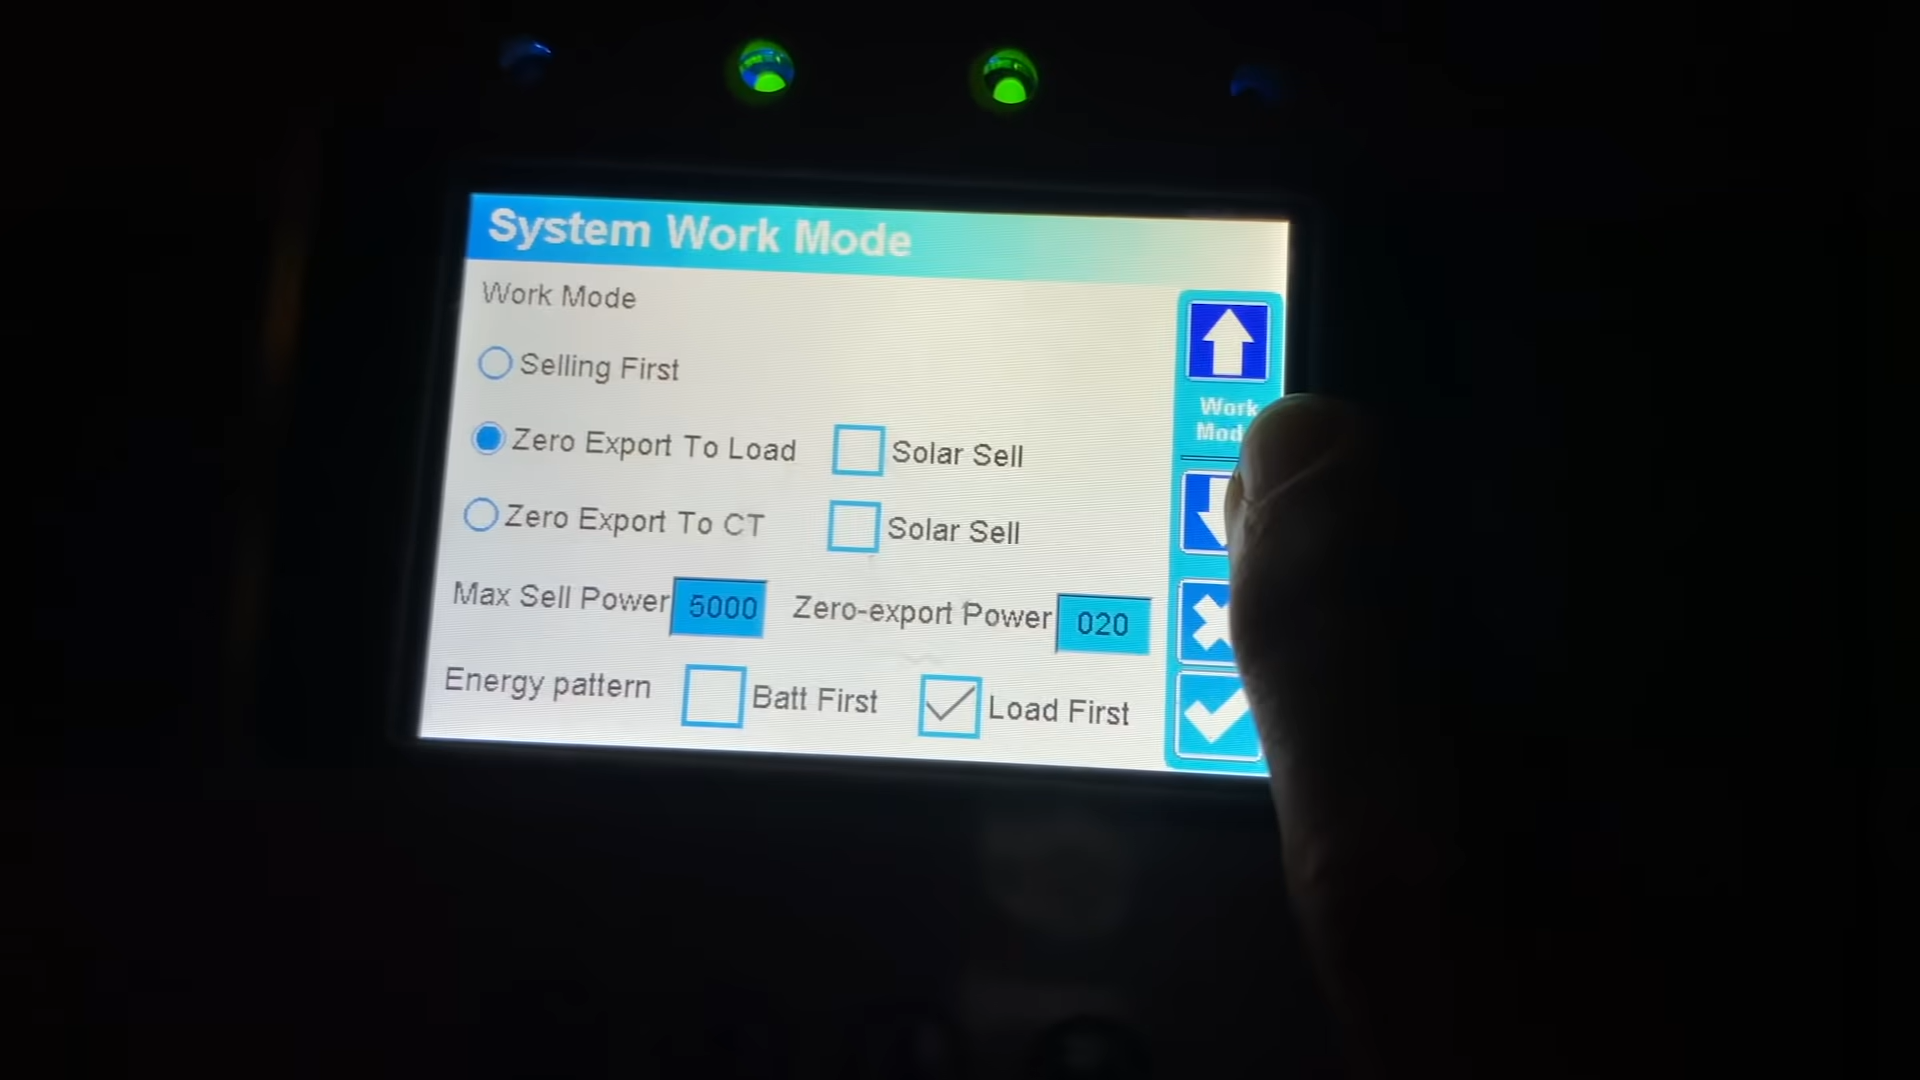 System Work Mode
Work Mode
Selling First
Zero Export To Load Solar Sell
Zero Export To CT Solar Sell
Max Sell Power 5000 Zero-export Power 020
Energy pattern Batt First Load First
Work
Mod